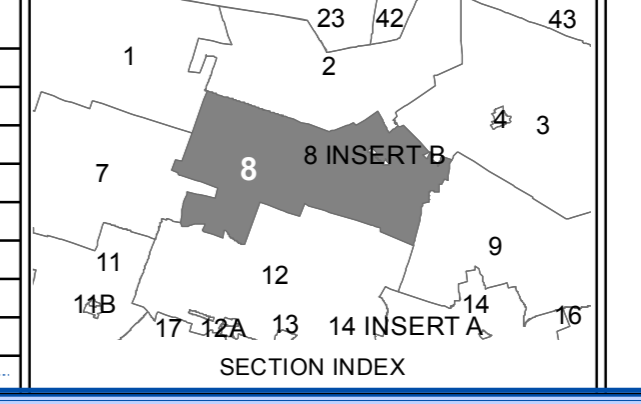 23 42 43
1 2
4 3
8 INSERT B
7 8
9
11 12
11B 14
17 12A 13 14 INSERT A 16
SECTION INDEX